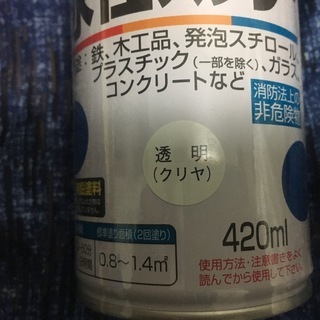 :鉄、木工品、発泡スチロール
プラスチック(一部を除く)、ガラス
コンクリートなど
消防法上の
非危険物
透明
(クリヤ)
標準塗り面積(2回塗り)
0.8〜1.4㎡
420ml
使用方法・注意書きをよく
読んでから使用して下さい。